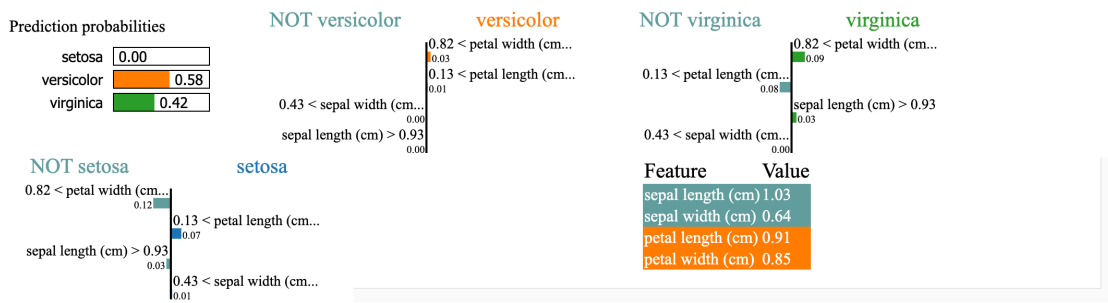 Prediction probabilities
setosa 0.00
versicolor 0.58
virginica 0.42
NOT versicolor versicolor
0.82 < petal width (cm...
0.03
0.13 < petal length (cm...
0.01
0.43 < sepal width (cm...
0.00
sepal length (cm) > 0.93
0.00
NOT virginica virginica
0.82 < petal width (cm...
0.09
0.13 < petal length (cm...
0.08
sepal length (cm) > 0.93
0.03
0.43 < sepal width (cm...
0.00
NOT setosa setosa
0.82 < petal width (cm...
0.12
0.13 < petal length (cm...
0.07
sepal length (cm) > 0.93
0.03
0.43 < sepal width (cm...
0.01
Feature Value
sepal length (cm) 1.03
sepal width (cm) 0.64
petal length (cm) 0.91
petal width (cm) 0.85